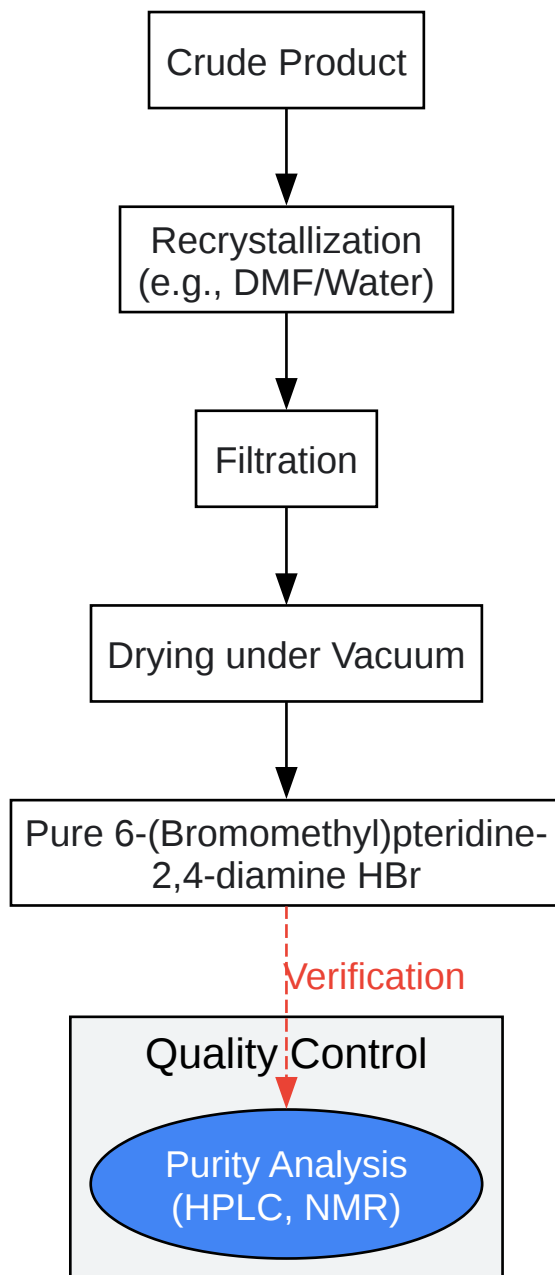 Crude Product
Recrystallization
(e.g., DMF/Water)
Filtration
Drying under Vacuum
Pure 6-(Bromomethyl)pteridine-
2,4-diamine HBr
Verification
Quality Control
Purity Analysis
(HPLC, NMR)